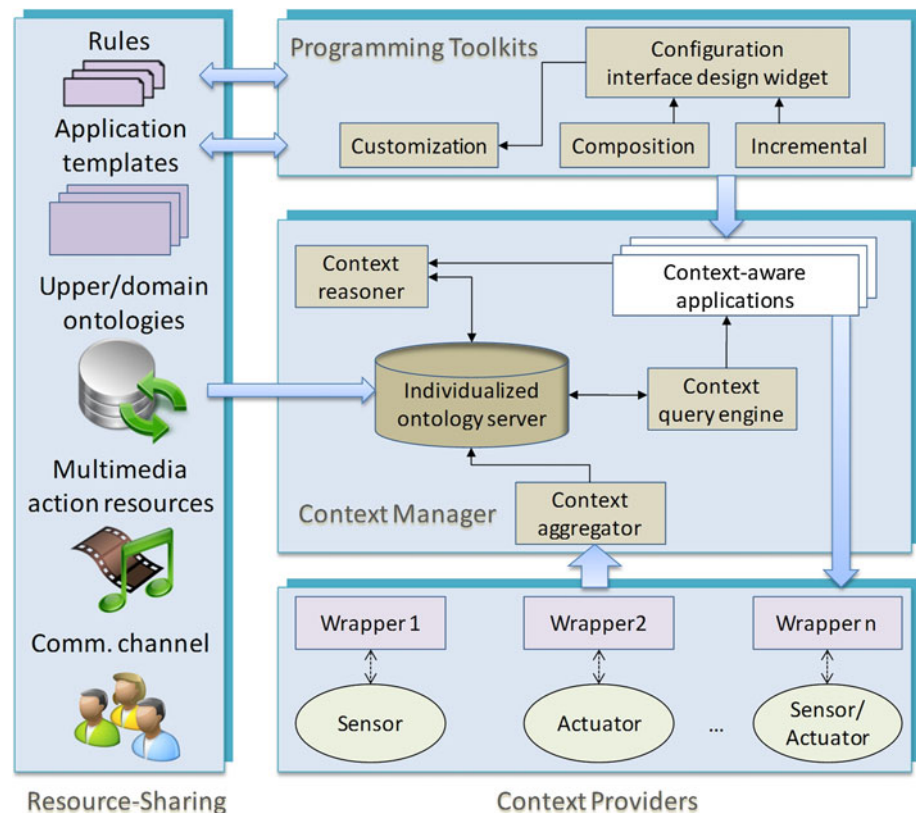 Rules
Application
templates
Upper/domain
ontologies
Multimedia
action resources
Comm. channel
Resource-Sharing
Programming Toolkits
Configuration
interface design widget
Customization
Composition
Incremental
Context
reasoner
Context-aware
applications
Individualized
ontology server
Context
query engine
Context
aggregator
Context Manager
Wrapper 1
Wrapper2
Wrapper n
Sensor
Actuator
...
Sensor/
Actuator
Context Providers